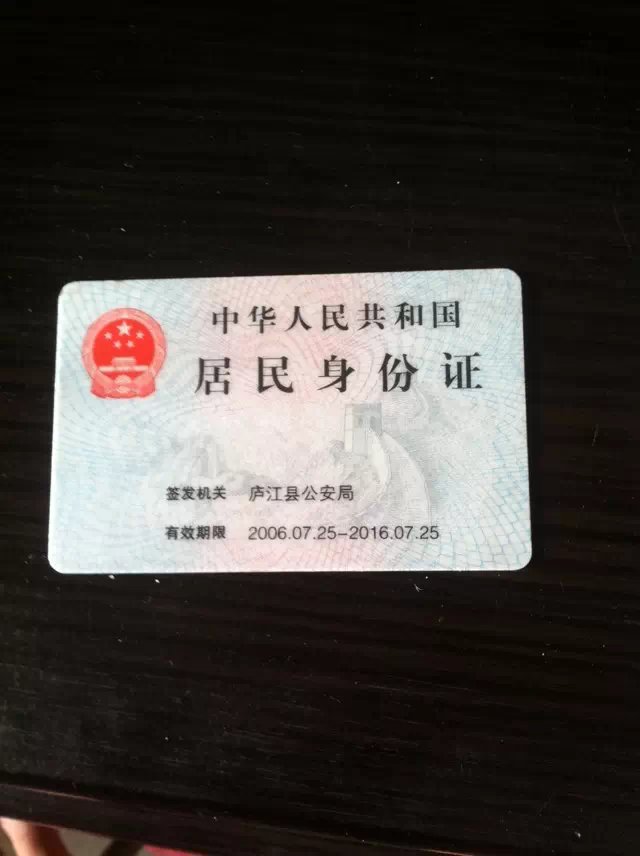 中华人民共和国
居民身份证
签发机关 庐江县公安局
有效期限 2006.07.25-2016.07.25